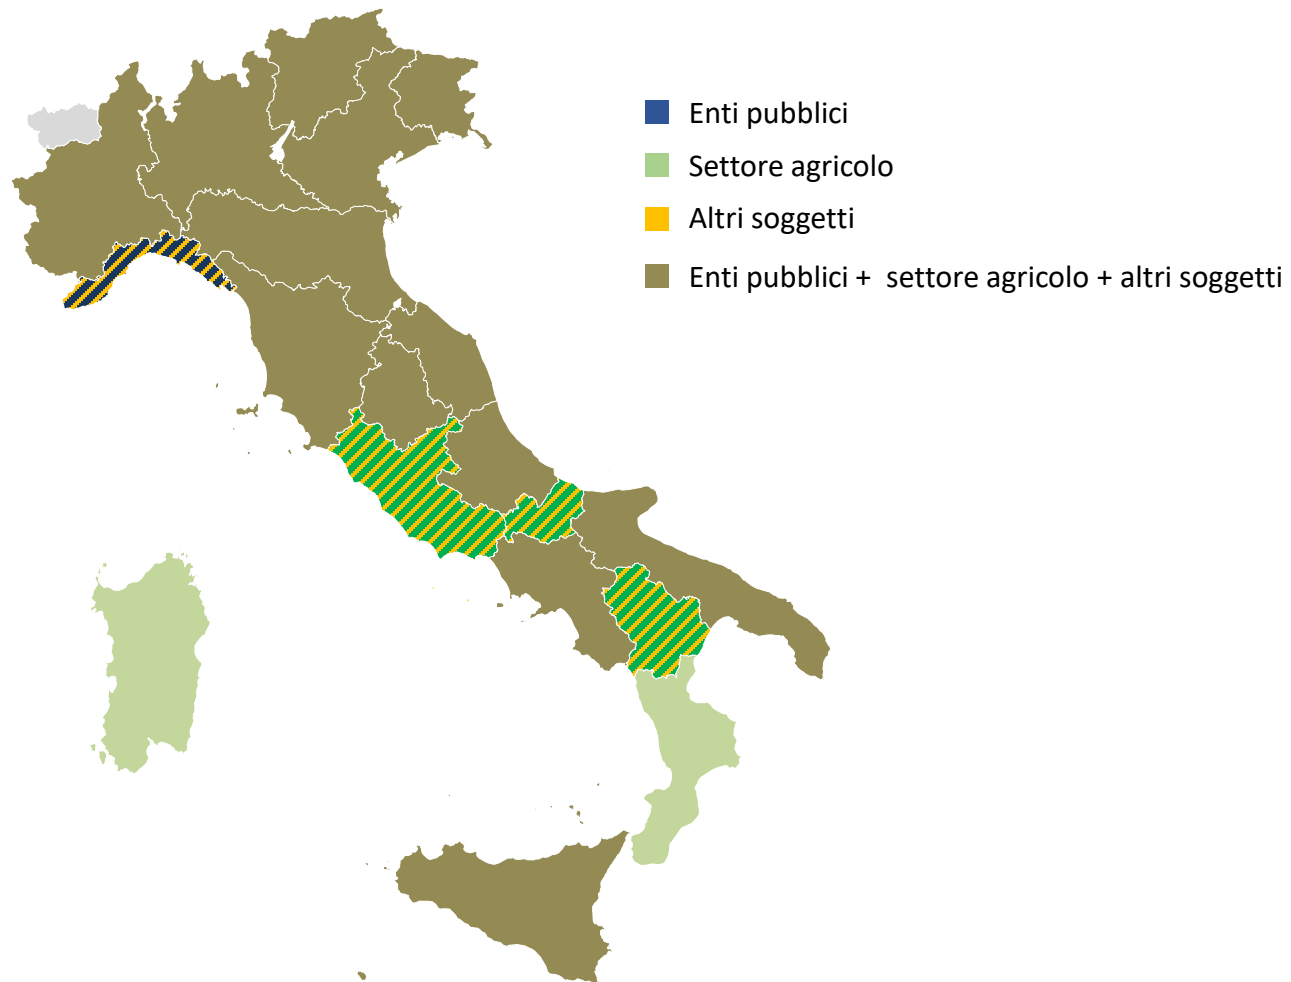 Enti pubblici
Settore agricolo
Altri soggetti
Enti pubblici + settore agricolo + altri soggetti